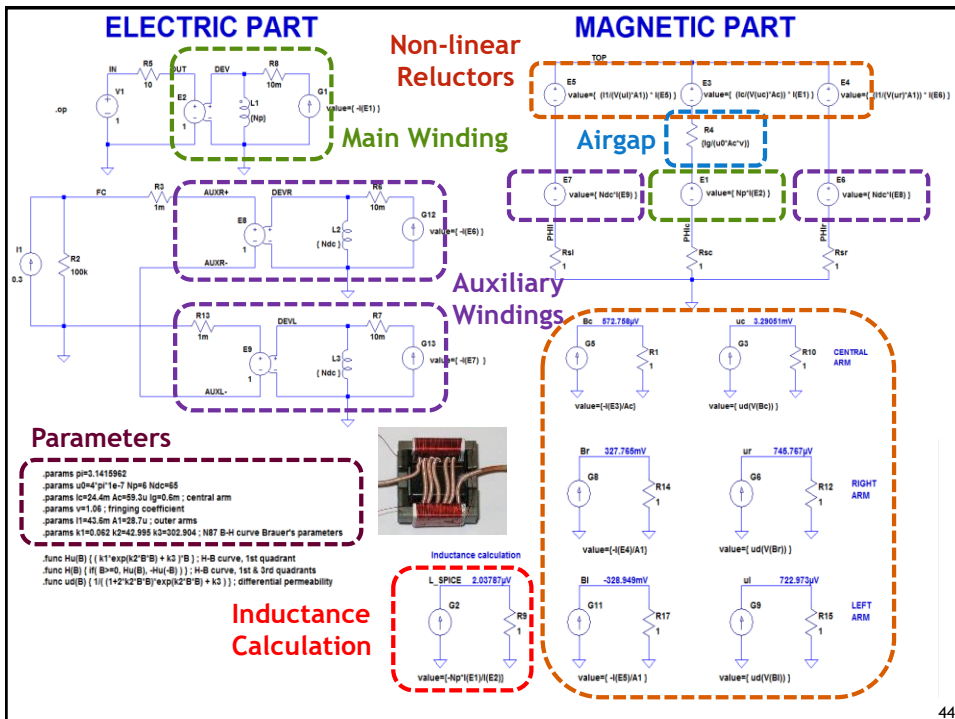 ELECTRIC PART
MAGNETIC PART
Non-linear
Reluctors
IN
R5
10
OUT
DEV
R8
10m
V1
1
.op
E2
1
L1
{Np}
G1
value={ -I(E1) }
Main Winding
TOP
E5
value={ (l1/(V(ul)*A1)) * I(E5) }
E3
value={ (lc/(V(uc)*Ac)) * I(E1) }
E4
(l1/(V(ur)*A1)) * I(E6) }
Airgap
R4
{lg/(u0*Ac*v)}
E7
value={ Ndc*I(E9) }
E1
value={ Np*I(E2) }
E6
value={ Ndc*I(E8) }
PHIl
PHIc
PHIr
Rsl
1
Rsc
1
Rsr
1
FC
R3
1m
AUXR+
DEVR
R6
10m
E8
1
L2
{ Ndc }
G12
value={ -I(E6) }
AUXR-
I1
0.3
R2
100k
Auxiliary
Windings
R13
1m
DEVL
R7
10m
E9
1
L3
{ Ndc }
G13
value={ -I(E7) }
AUXL-
Bc 572.758µV
G5
R1
1
value={-I(E3)/Ac}
uc 3.29051mV
G3
R10
1
value={ ud(V(Bc)) }
CENTRAL
ARM
Br 327.765mV
G8
R14
1
value={-I(E4)/A1}
ur 745.767µV
G6
R12
1
value={ ud(V(Br)) }
RIGHT
ARM
Bl -328.949mV
G11
R17
1
value={ -I(E5)/A1 }
ul 722.973µV
G9
R15
1
value={ ud(V(Bl)) }
LEFT
ARM
Parameters
.params pi=3.1415962
.params u0=4*pi*1e-7 Np=6 Ndc=65
.params lc=24.4m Ac=59.3u lg=0.6m ; central arm
.params v=1.06 ; fringing coefficient
.params l1=43.6m A1=28.7u ; outer arms
.params k1=0.062 k2=42.995 k3=302.904 ; N87 B-H curve Brauer's parameters
.func Hu(B) { ( k1*exp(k2*B*B) + k3 )*B } ; H-B curve, 1st quadrant
.func H(B) { if( B>=0, Hu(B), -Hu(-B) ) } ; H-B curve, 1st & 3rd quadrants
.func ud(B) { 1/( (1+2*k2*B*B)*exp(k2*B*B) + k3 ) } ; differential permeability
Inductance
Calculation
Inductance calculation
L_SPICE 2.03787µV
G2
R9
1
value={-Np*I(E1)/I(E2)}
44